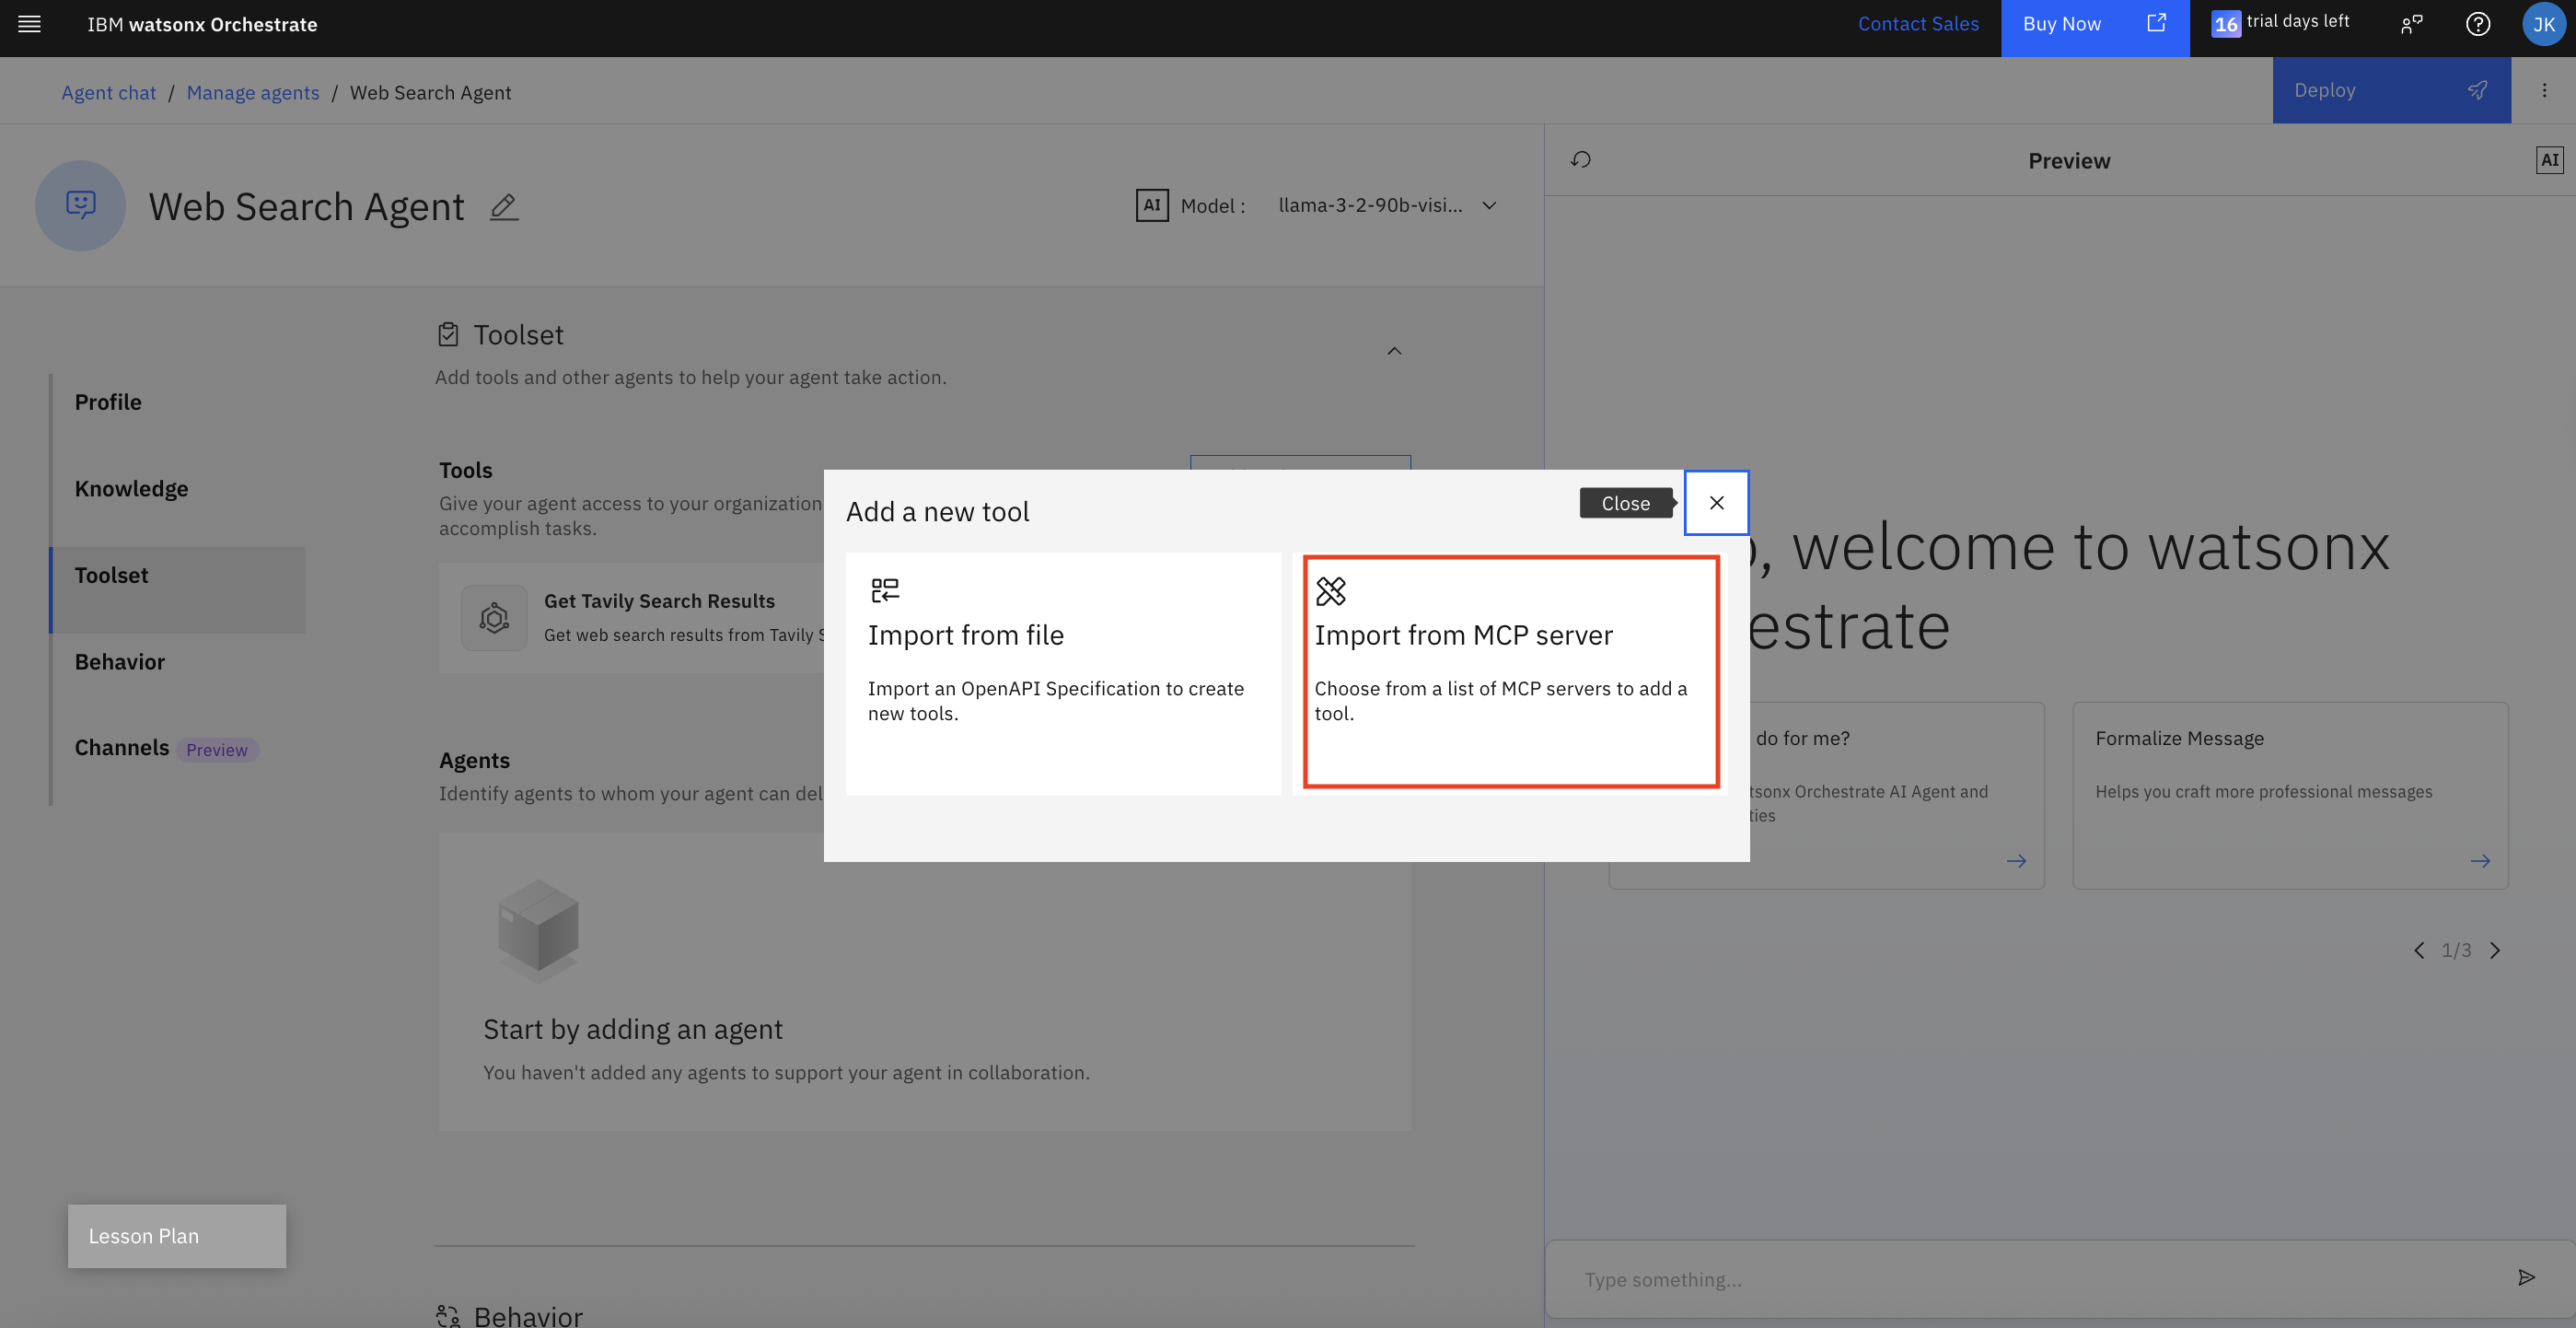 IBM watsonx Orchestrate
Contact Sales
Buy Now
16 trial days left
JK
Agent chat / Manage agents / Web Search Agent
Deploy
Web Search Agent
AI Model : llama-3-2-90b-visi...
Preview
AI
Profile
Knowledge
Toolset
Behavior
Channels Preview
Toolset
Add tools and other agents to help your agent take action.
Tools
Give your agent access to your organization
accomplish tasks.
Get Tavily Search Results
Get web search results from Tavily S
Agents
Identify agents to whom your agent can del
Start by adding an agent
You haven't added any agents to support your agent in collaboration.
Behavior
Lesson Plan
Add a new tool
Close
Import from file
Import an OpenAPI Specification to create
new tools.
Import from MCP server
Choose from a list of MCP servers to add a
tool.
, welcome to watsonx
estrate
do for me?
tsonx Orchestrate AI Agent and
ties
Formalize Message
Helps you craft more professional messages
1/3
Type something...